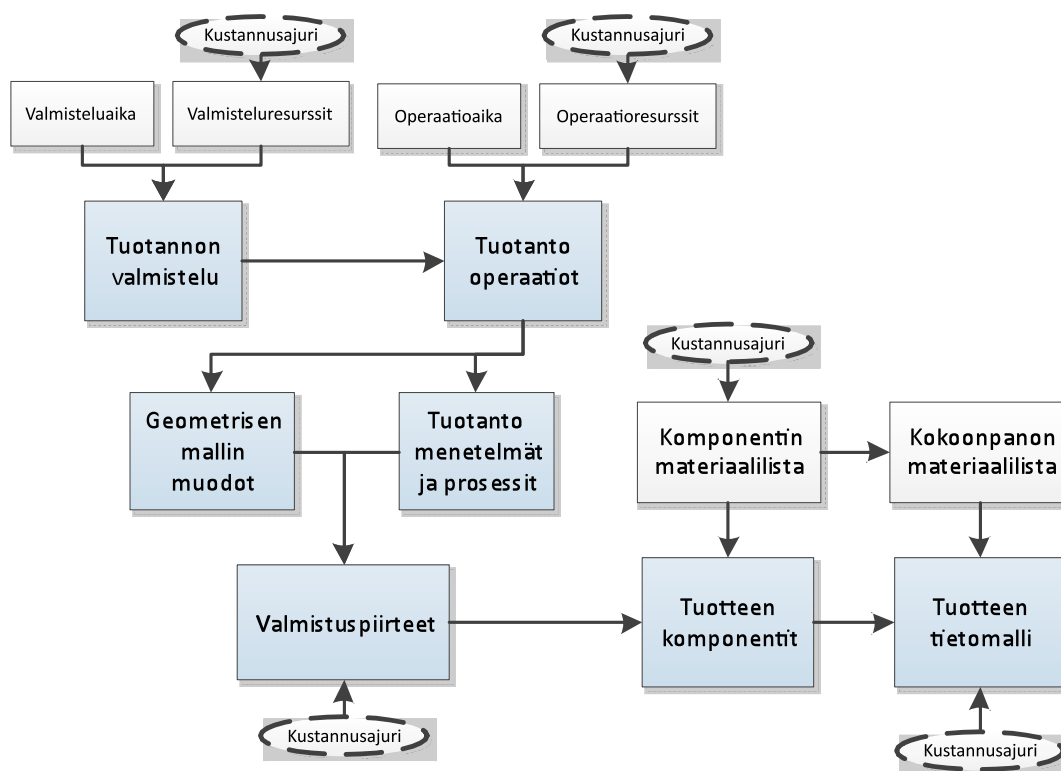 Kustannusajuri
Kustannusajuri
Valmisteluaika
Valmisteluresurssit
Operaatioaika
Operaatioresurssit
Tuotannon
valmistelu
Tuotanto
operaatiot
Kustannusajuri
Geometrisen
mallin
muodot
Tuotanto
menetelmät
ja prosessit
Komponentin
materiaalilista
Kokoonpanon
materiaalilista
Valmistuspiirteet
Tuotteen
komponentit
Tuotteen
tietomalli
Kustannusajuri
Kustannusajuri